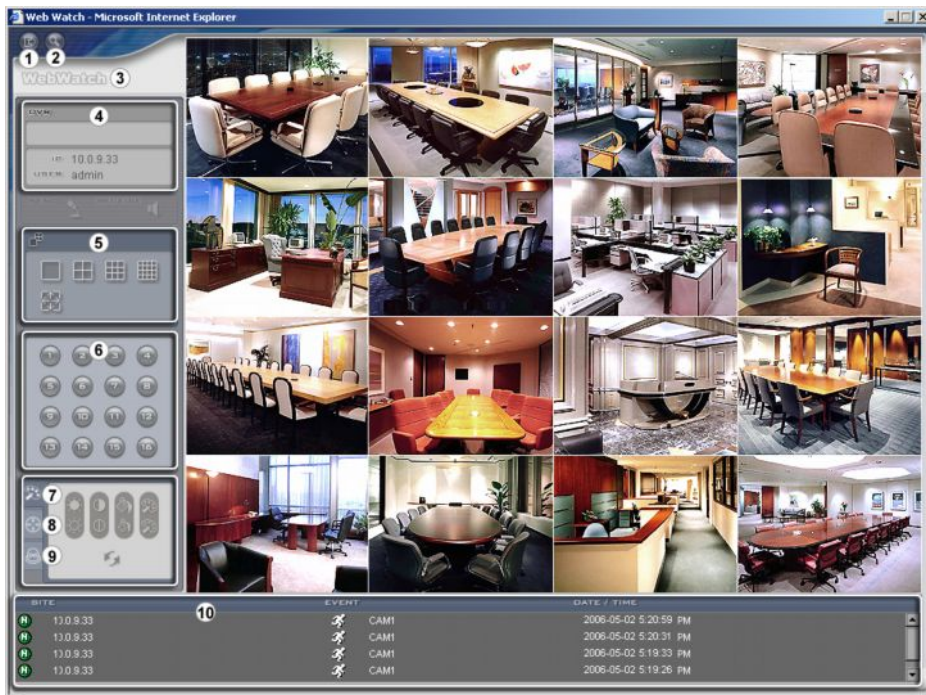 Web Watch - Microsoft Internet Explorer
1 2
WebWatch 3
DVR 4
IP: 10.0.9.33
USER: admin
5
6
1 2 3 4
5 6 7 8
9 10 11 12
13 14 15 16
7
8
9
SITE 10 EVENT DATE / TIME
N 10.0.9.33 CAM1 2006-05-02 5:20:59 PM
N 10.0.9.33 CAM1 2006-05-02 5:20:31 PM
N 10.0.9.33 CAM1 2006-05-02 5:19:33 PM
N 10.0.9.33 CAM1 2006-05-02 5:19:26 PM